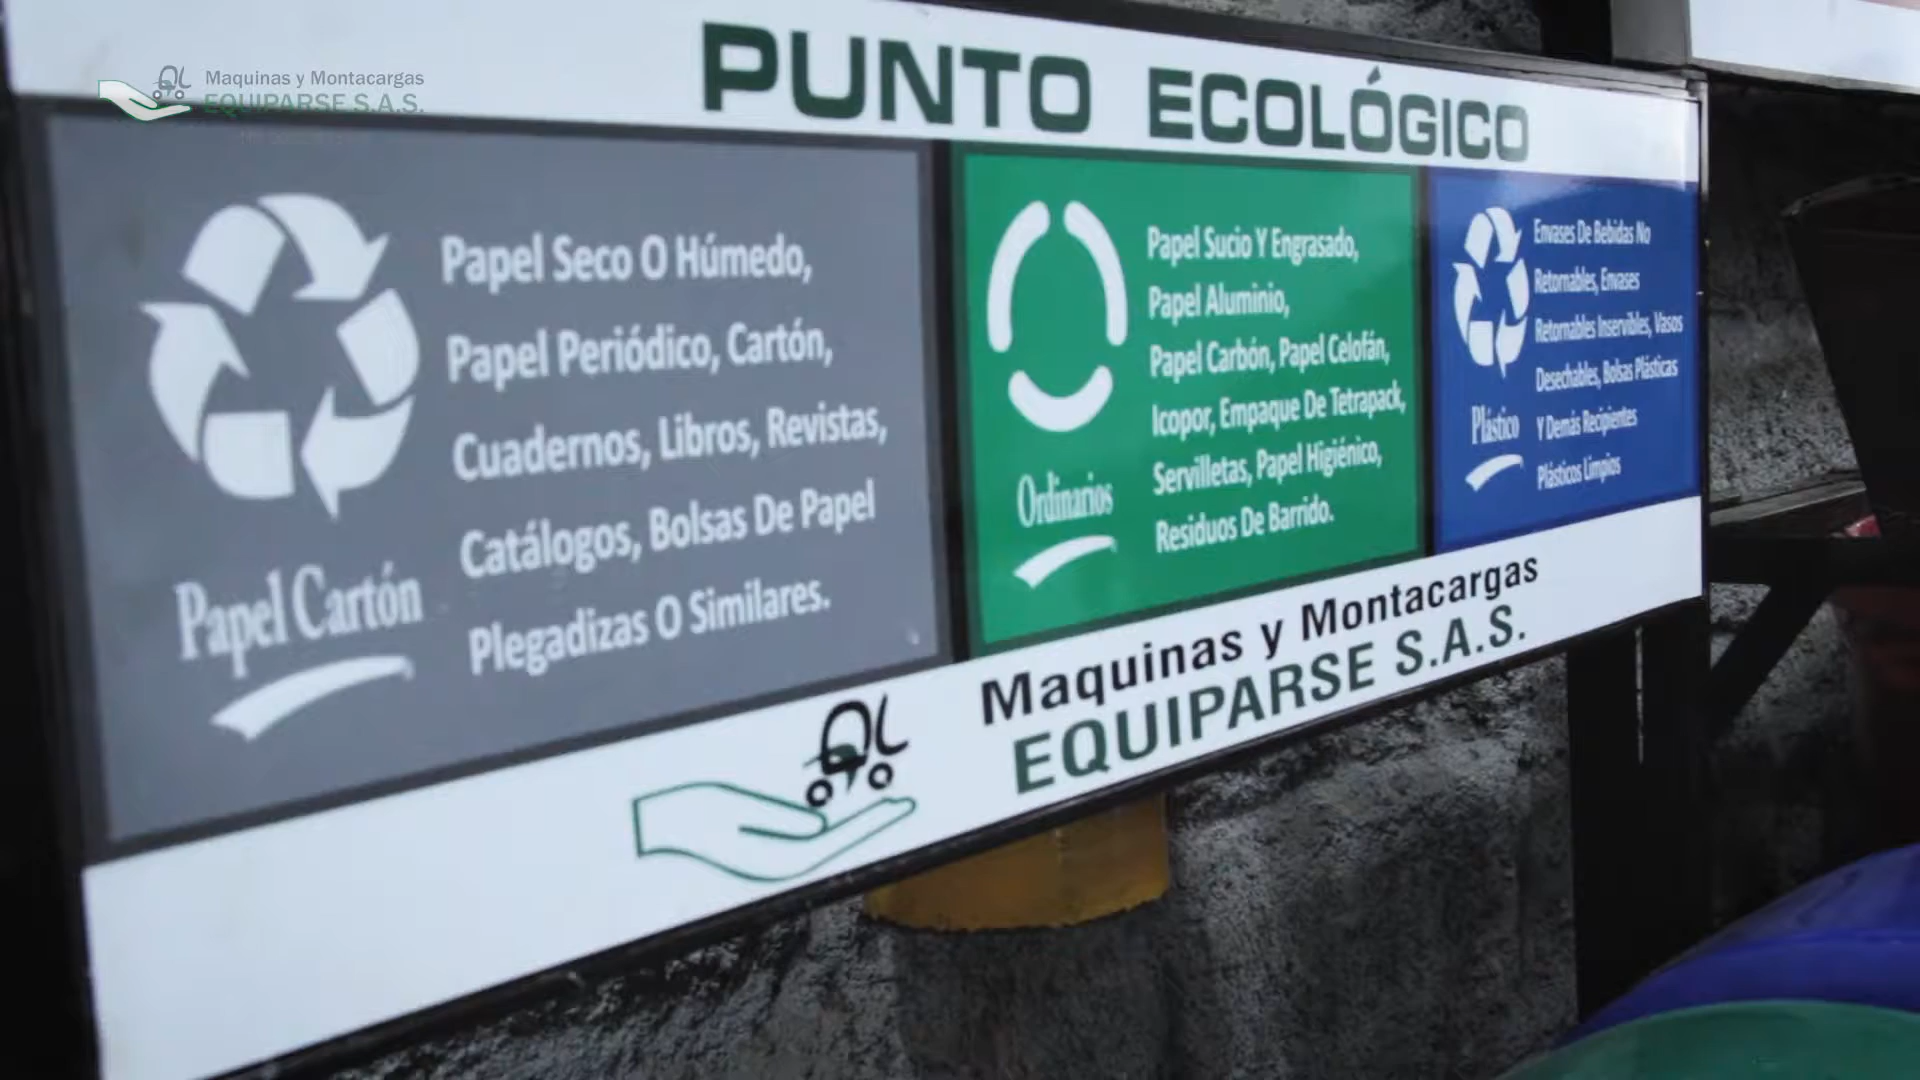 Maquinas y Montacargas
EQUIPARSE S.A.S.
PUNTO ECOLÓGICO
Papel Cartón
Papel Seco O Húmedo,
Papel Periódico, Cartón,
Cuadernos, Libros, Revistas,
Catálogos, Bolsas De Papel
Plegadizas O Similares.
Ordinarios
Papel Sucio Y Engrasado,
Papel Aluminio,
Papel Carbón, Papel Celofán,
Icopor, Empaque De Tetrapack,
Servilletas, Papel Higiénico,
Residuos De Barrido.
Plástico
Envases De Bebidas No
Retornables, Envases
Retornables Inservibles, Vasos
Desechables, Bolsas Plásticas
Y Demás Recipientes
Plásticos Limpios
Maquinas y Montacargas
EQUIPARSE S.A.S.